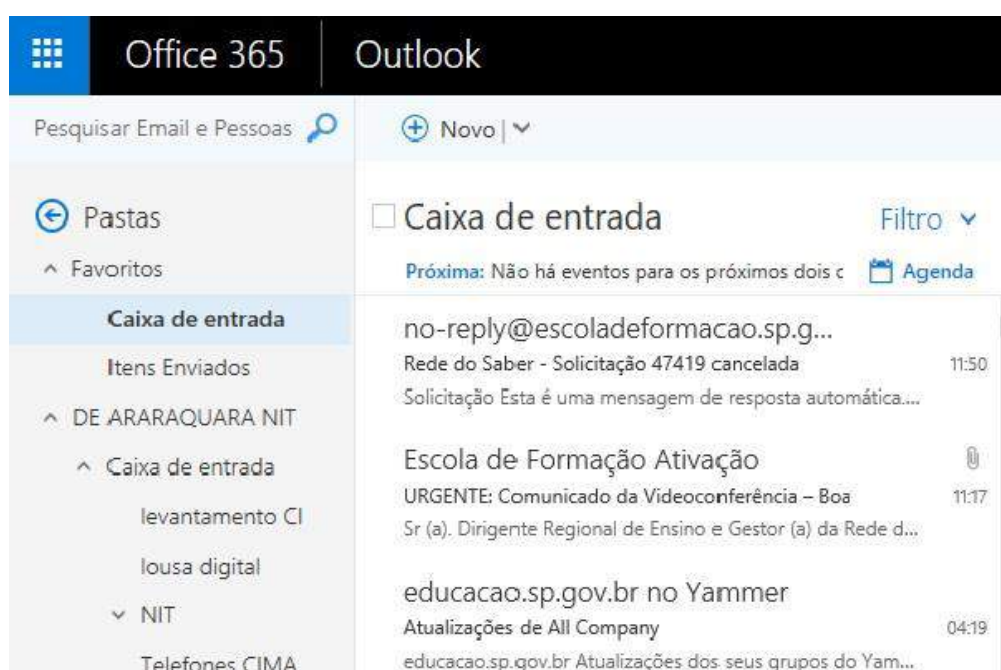 Office 365
Outlook
Pesquisar Email e Pessoas
Novo
Pastas
Favoritos
Caixa de entrada
Itens Enviados
DE ARARAQUARA NIT
Caixa de entrada
levantamento CI
lousa digital
NIT
Telefones CIMA
Caixa de entrada
Filtro
Próxima: Não há eventos para os próximos dois
Agenda
no-reply@escoladeformacao.sp.g...
Rede do Saber - Solicitação 47419 cancelada
11:50
Solicitação Esta é uma mensagem de resposta automática....
Escola de Formação Ativação
URGENTE: Comunicado da Videoconferência – Boa
11:17
Sr (a). Dirigente Regional de Ensino e Gestor (a) da Rede d...
educacao.sp.gov.br no Yammer
Atualizações de All Company
04:19
educacao.sp.gov.br Atualizações dos seus grupos do Yam...